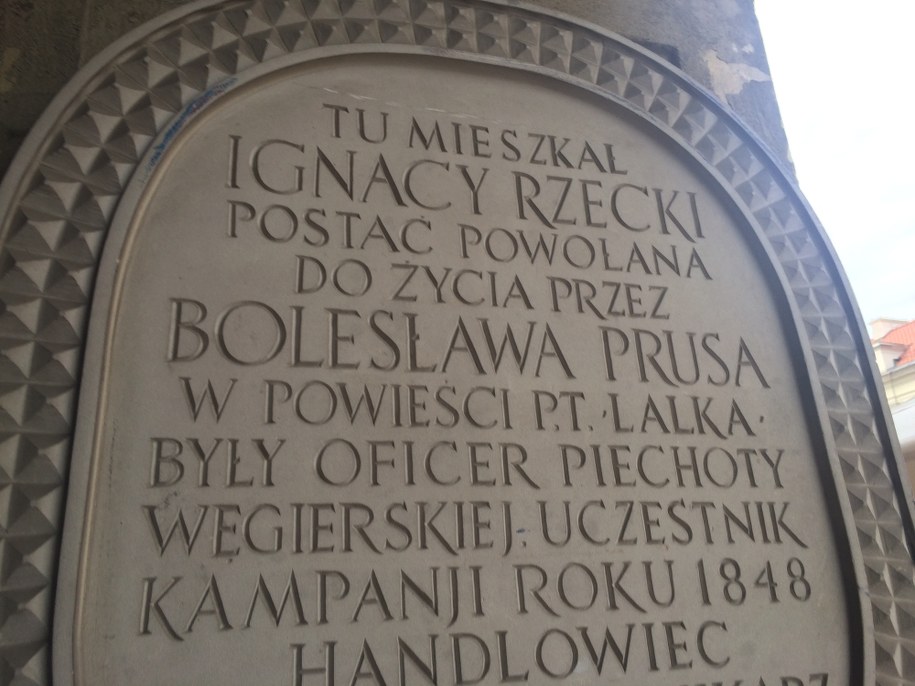 TU MIESZKAŁ
IGNACY RZECKI
POSTAĆ POWOŁANA
DO ŻYCIA PRZEZ
BOLESŁAWA PRUSA
W POWIEŚCI P.T. ·LALKA·
BYŁY OFICER PIECHOTY
WĘGIERSKIEJ. UCZESTNIK
KAMPANJI ROKU 1848
HANDLOWIEC